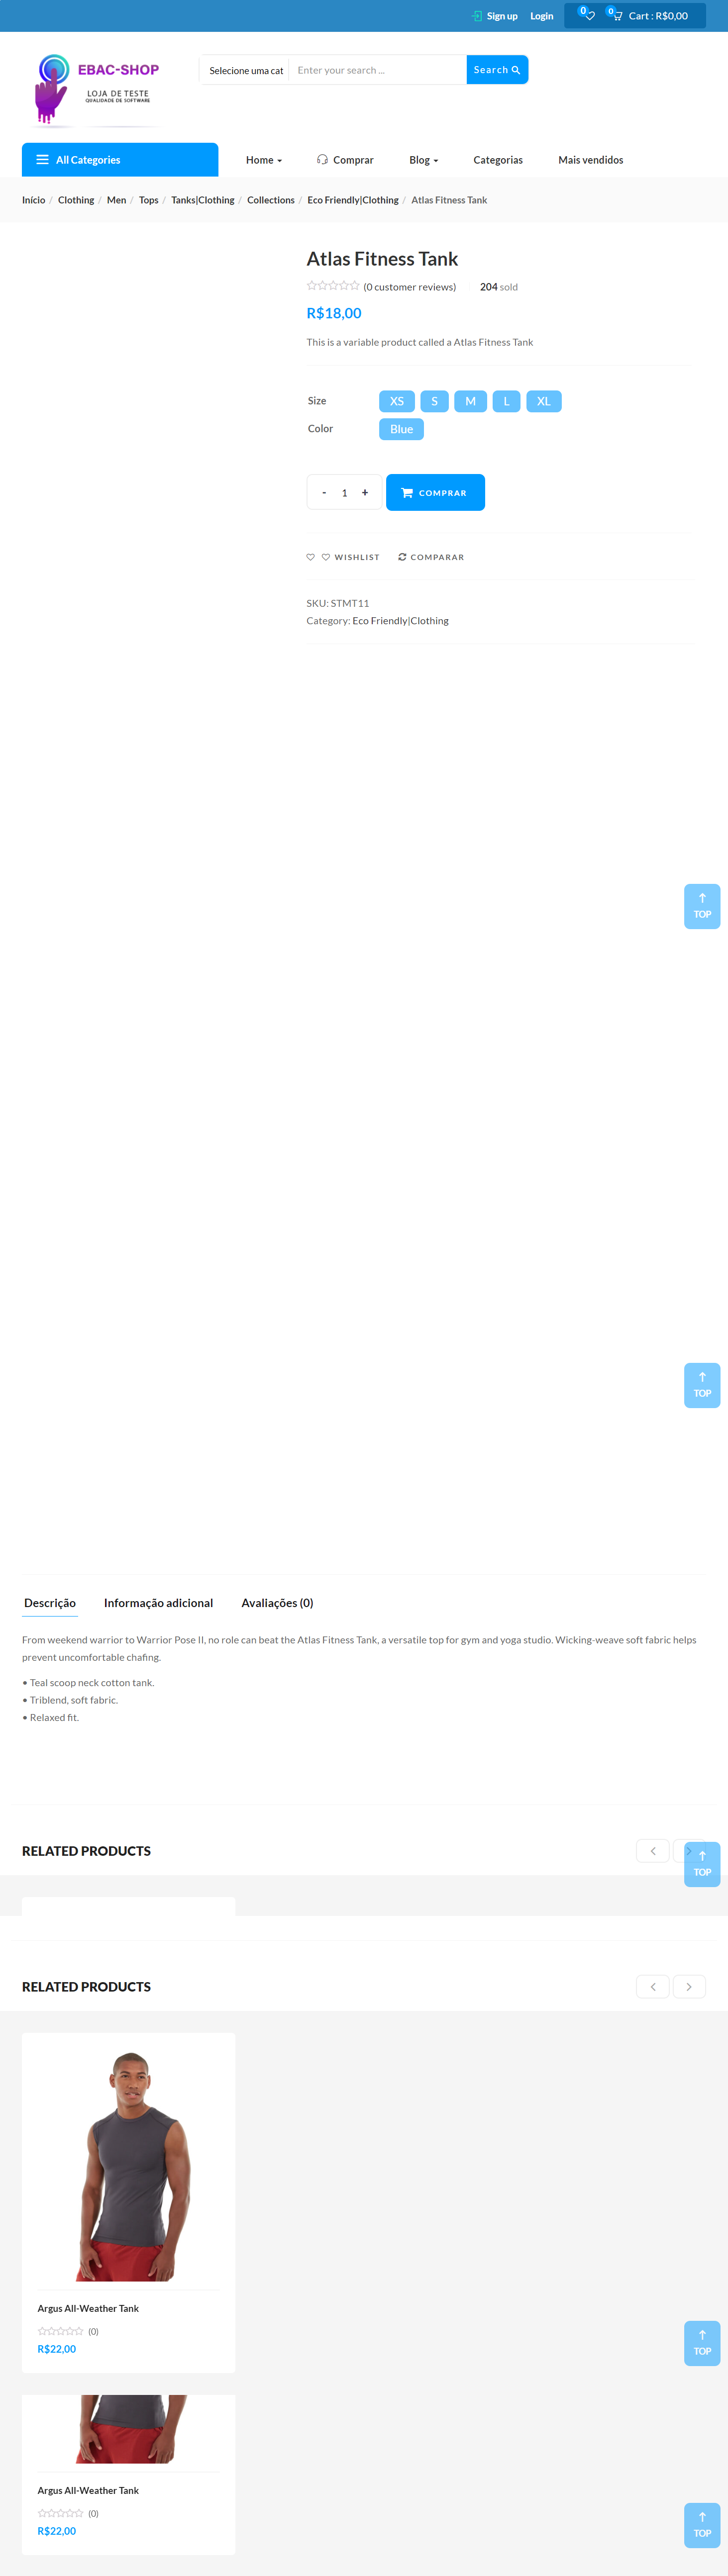 Sign up Login 0 0 Cart : R$0,00
EBAC-SHOP
LOJA DE TESTE
QUALIDADE DE SOFTWARE
Selecione uma cat Enter your search ... Search
All Categories Home Comprar Blog Categorias Mais vendidos
Início / Clothing / Men / Tops / Tanks|Clothing / Collections / Eco Friendly|Clothing / Atlas Fitness Tank
Atlas Fitness Tank
(0 customer reviews) 204 sold
R$18,00
This is a variable product called a Atlas Fitness Tank
Size XS S M L XL
Color Blue
- 1 + COMPRAR
WISHLIST COMPARAR
SKU: STMT11
Category: Eco Friendly|Clothing
TOP
TOP
Descrição Informação adicional Avaliações (0)
From weekend warrior to Warrior Pose II, no role can beat the Atlas Fitness Tank, a versatile top for gym and yoga studio. Wicking-weave soft fabric helps
prevent uncomfortable chafing.
• Teal scoop neck cotton tank.
• Triblend, soft fabric.
• Relaxed fit.
RELATED PRODUCTS
TOP
RELATED PRODUCTS
Argus All-Weather Tank
(0)
R$22,00
TOP
Argus All-Weather Tank
(0)
R$22,00
TOP